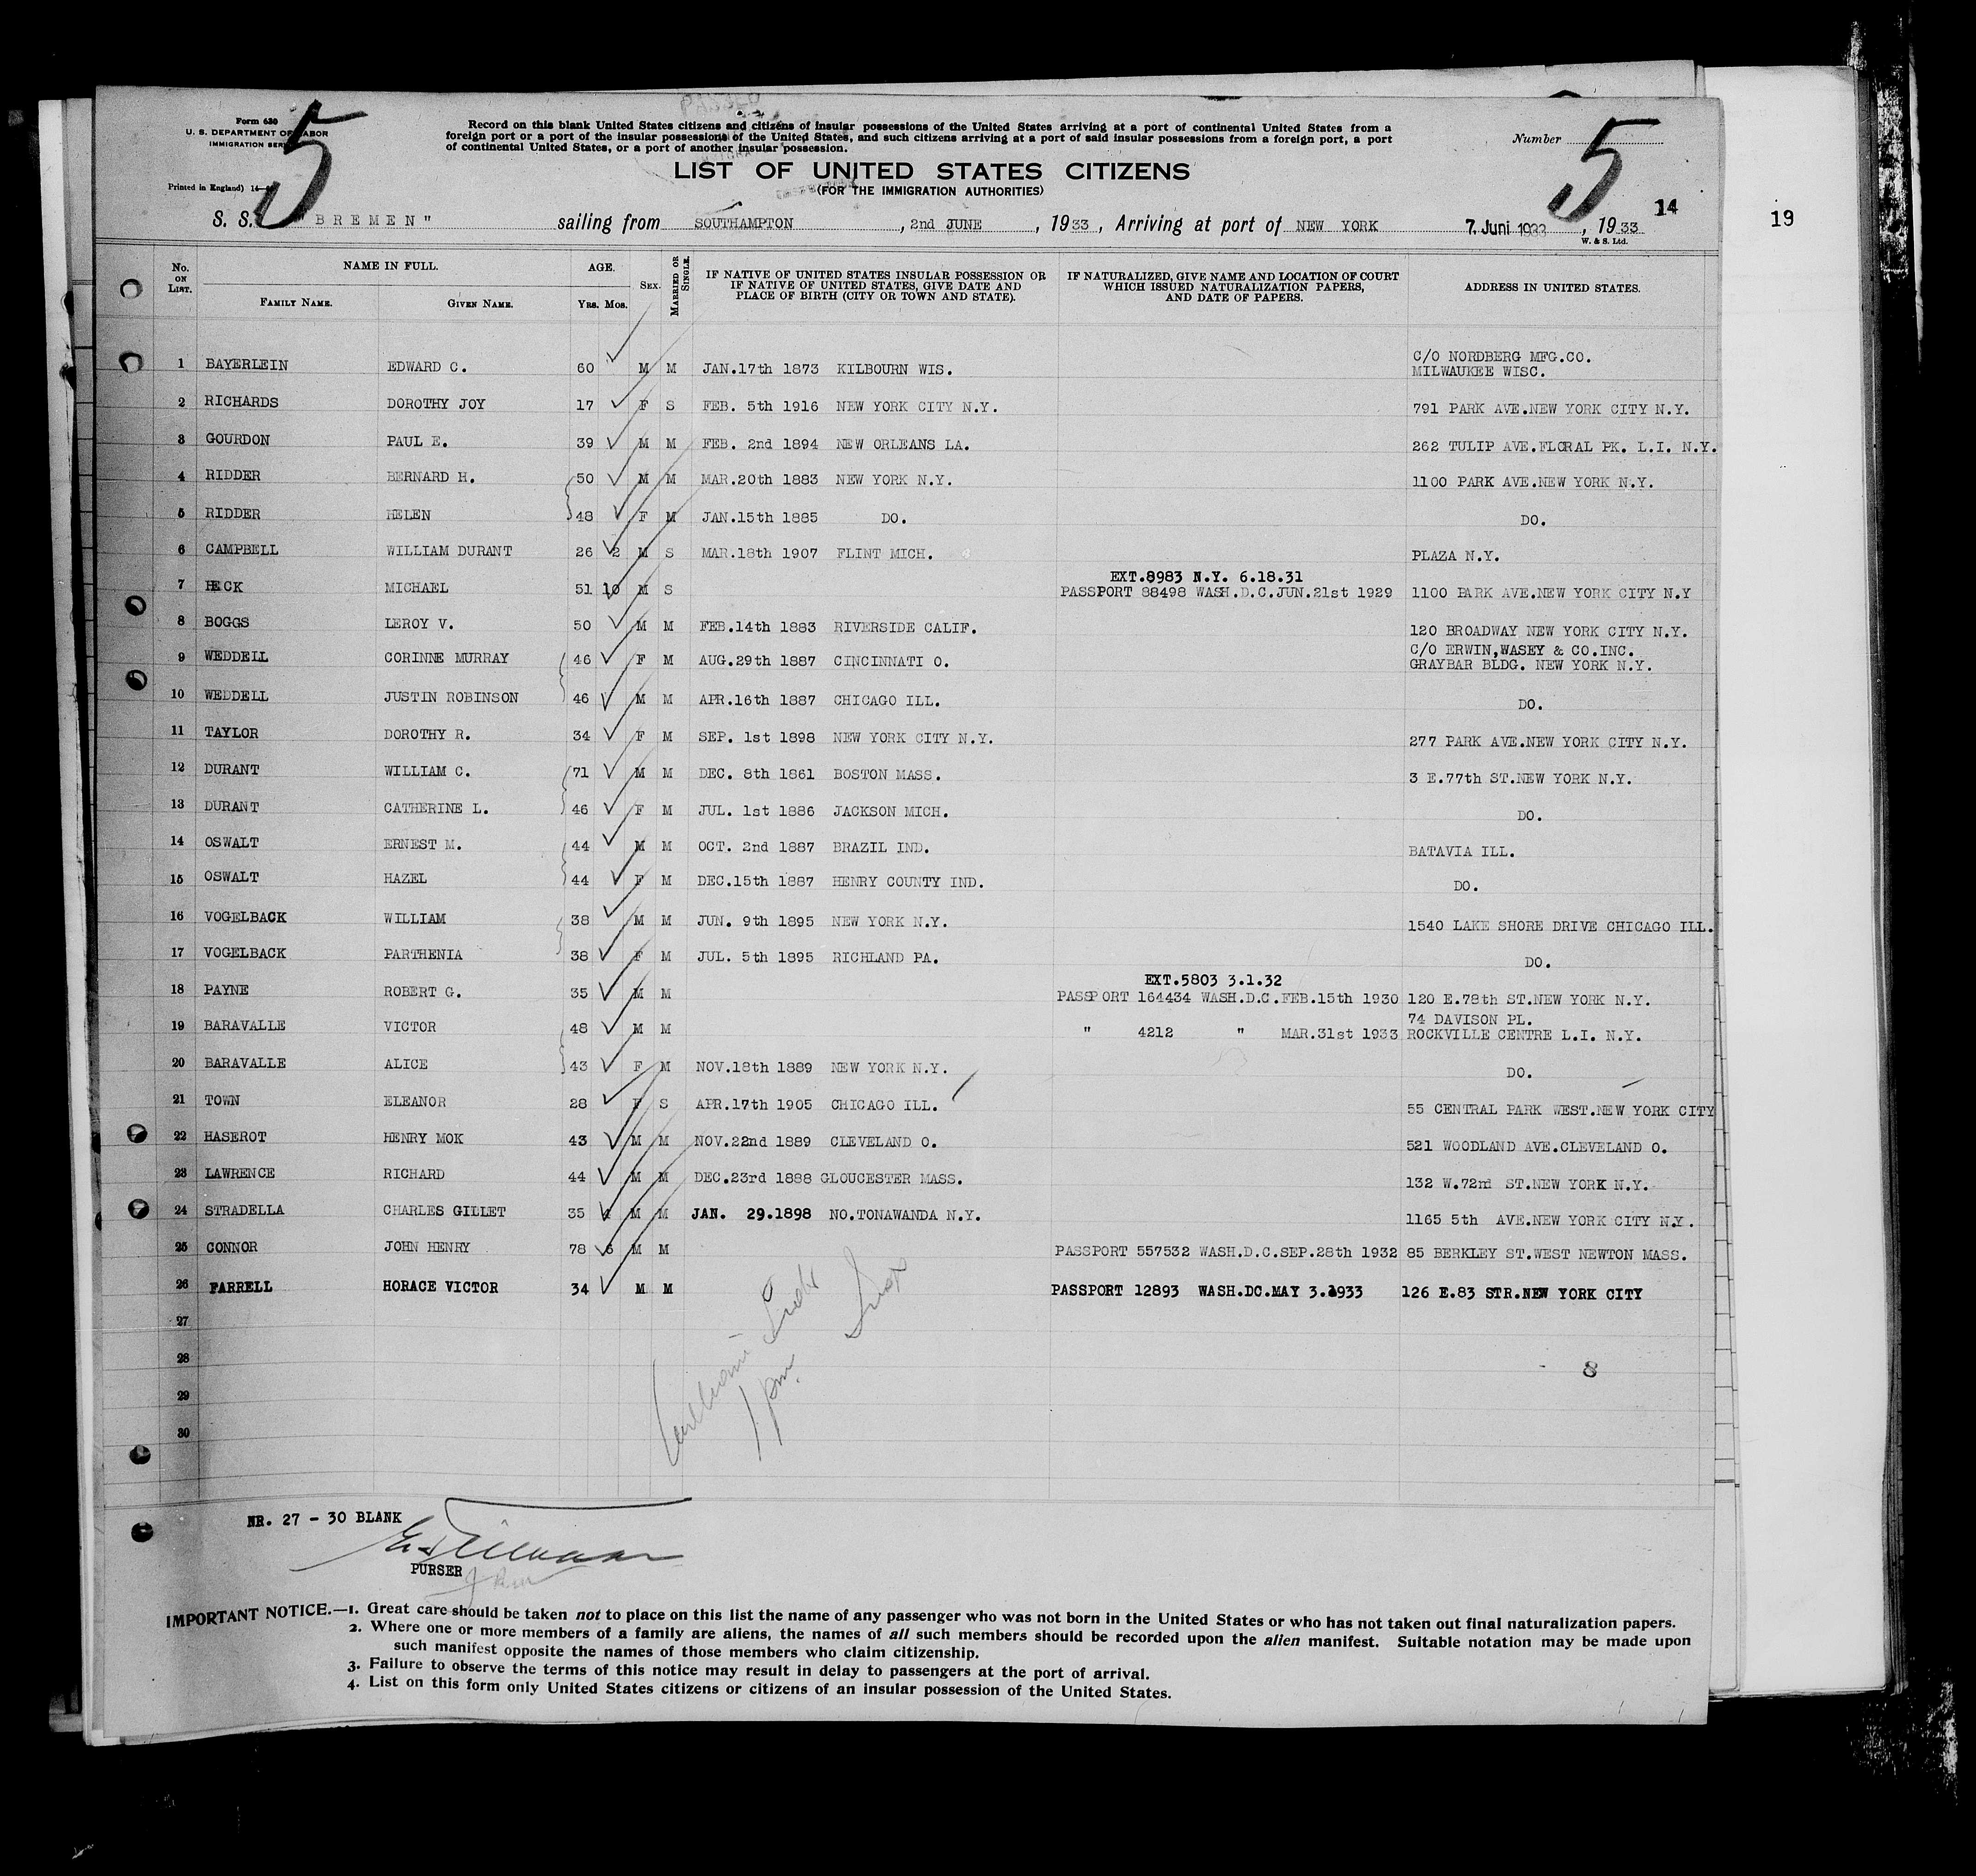 Form 630
U. S. DEPARTMENT OF LABOR
IMMIGRATION SER
Printed in England) 14
5
Record on this blank United States citizens and citizens of insular possessions of the United States arriving at a port of continental United States from a
foreign port or a port of the insular possessions of the United States, and such citizens arriving at a port of said insular possessions from a foreign port, a port
of continental United States, or a port of another insular possession.
Number 5
LIST OF UNITED STATES CITIZENS
(FOR THE IMMIGRATION AUTHORITIES)
14
19
S. S. BREMEN" sailing from SOUTHAMPTON, 2nd JUNE, 1933, Arriving at port of NEW YORK 7. Juni 1933, 1933
W. & S. Ltd.
No. ON LIST. NAME IN FULL. FAMILY NAME. GIVEN NAME. AGE. Yrs. Mos. SEX. MARRIED OR SINGLE. IF NATIVE OF UNITED STATES INSULAR POSSESSION OR IF NATIVE OF UNITED STATES, GIVE DATE AND PLACE OF BIRTH (CITY OR TOWN AND STATE). IF NATURALIZED, GIVE NAME AND LOCATION OF COURT WHICH ISSUED NATURALIZATION PAPERS, AND DATE OF PAPERS. ADDRESS IN UNITED STATES.
1 BAYERLEIN EDWARD C. 60 M M JAN.17th 1873 KILBOURN WIS. C/O NORDBERG MFG.CO. MILWAUKEE WISC.
2 RICHARDS DOROTHY JOY 17 F S FEB. 5th 1916 NEW YORK CITY N.Y. 791 PARK AVE.NEW YORK CITY N.Y.
3 GOURDON PAUL E. 39 M M FEB. 2nd 1894 NEW ORLEANS LA. 262 TULIP AVE.FLORAL PK. L.I. N.Y.
4 RIDDER BERNARD H. 50 M M MAR.20th 1883 NEW YORK N.Y. 1100 PARK AVE.NEW YORK N.Y.
5 RIDDER HELEN 48 F M JAN.15th 1885 DO. DO.
6 CAMPBELL WILLIAM DURANT 26 2 M S MAR.18th 1907 FLINT MICH. PLAZA N.Y.
7 HECK MICHAEL 51 10 M S EXT.8983 N.Y. 6.18.31 PASSPORT 88498 WASH.D.C.JUN.21st 1929 1100 PARK AVE.NEW YORK CITY N.Y
8 BOGGS LEROY V. 50 M M FEB.14th 1883 RIVERSIDE CALIF. 120 BROADWAY NEW YORK CITY N.Y.
9 WEDDELL CORINNE MURRAY 46 F M AUG.29th 1887 CINCINNATI O. C/O ERWIN,WASEY & CO.INC. GRAYBAR BLDG. NEW YORK N.Y.
10 WEDDELL JUSTIN ROBINSON 46 M M APR.16th 1887 CHICAGO ILL. DO.
11 TAYLOR DOROTHY R. 34 F M SEP. 1st 1898 NEW YORK CITY N.Y. 277 PARK AVE.NEW YORK CITY N.Y.
12 DURANT WILLIAM C. 71 M M DEC. 8th 1861 BOSTON MASS. 3 E.77th ST.NEW YORK N.Y.
13 DURANT CATHERINE L. 46 F M JUL. 1st 1886 JACKSON MICH. DO.
14 OSWALT ERNEST M. 44 M M OCT. 2nd 1887 BRAZIL IND. BATAVIA ILL.
15 OSWALT HAZEL 44 F M DEC.15th 1887 HENRY COUNTY IND. DO.
16 VOGELBACK WILLIAM 38 M M JUN. 9th 1895 NEW YORK N.Y. 1540 LAKE SHORE DRIVE CHICAGO ILL.
17 VOGELBACK PARTHENIA 38 F M JUL. 5th 1895 RICHLAND PA. DO.
18 PAYNE ROBERT G. 35 M M EXT.5803 3.1.32 PASSPORT 164434 WASH.D.C.FEB.15th 1930 120 E.78th ST.NEW YORK N.Y.
19 BARAVALLE VICTOR 48 M M " 4212 " MAR.31st 1933 74 DAVISON PL. ROCKVILLE CENTRE L.I. N.Y.
20 BARAVALLE ALICE 43 F M NOV.18th 1889 NEW YORK N.Y. DO.
21 TOWN ELEANOR 28 F S APR.17th 1905 CHICAGO ILL. 55 CENTRAL PARK WEST.NEW YORK CITY
22 HASEROT HENRY MOK 43 M M NOV.22nd 1889 CLEVELAND O. 521 WOODLAND AVE.CLEVELAND O.
23 LAWRENCE RICHARD 44 M M DEC.23rd 1888 GLOUCESTER MASS. 132 W.72nd ST.NEW YORK N.Y.
24 STRADELLA CHARLES GILLET 35 4 M M JAN. 29.1898 NO.TONAWANDA N.Y. 1165 5th AVE.NEW YORK CITY N.Y.
25 CONNOR JOHN HENRY 78 6 M M PASSPORT 557532 WASH.D.C.SEP.28th 1932 85 BERKLEY ST.WEST NEWTON MASS.
26 FARRELL HORACE VICTOR 34 M M PASSPORT 12893 WASH.DC.MAY 3.1933 126 E.83 STR.NEW YORK CITY
27
28
8
29
30
NR. 27 - 30 BLANK
PURSER
IMPORTANT NOTICE.—1. Great care should be taken not to place on this list the name of any passenger who was not born in the United States or who has not taken out final naturalization papers.
2. Where one or more members of a family are aliens, the names of all such members should be recorded upon the alien manifest. Suitable notation may be made upon
such manifest opposite the names of those members who claim citizenship.
3. Failure to observe the terms of this notice may result in delay to passengers at the port of arrival.
4. List on this form only United States citizens or citizens of an insular possession of the United States.